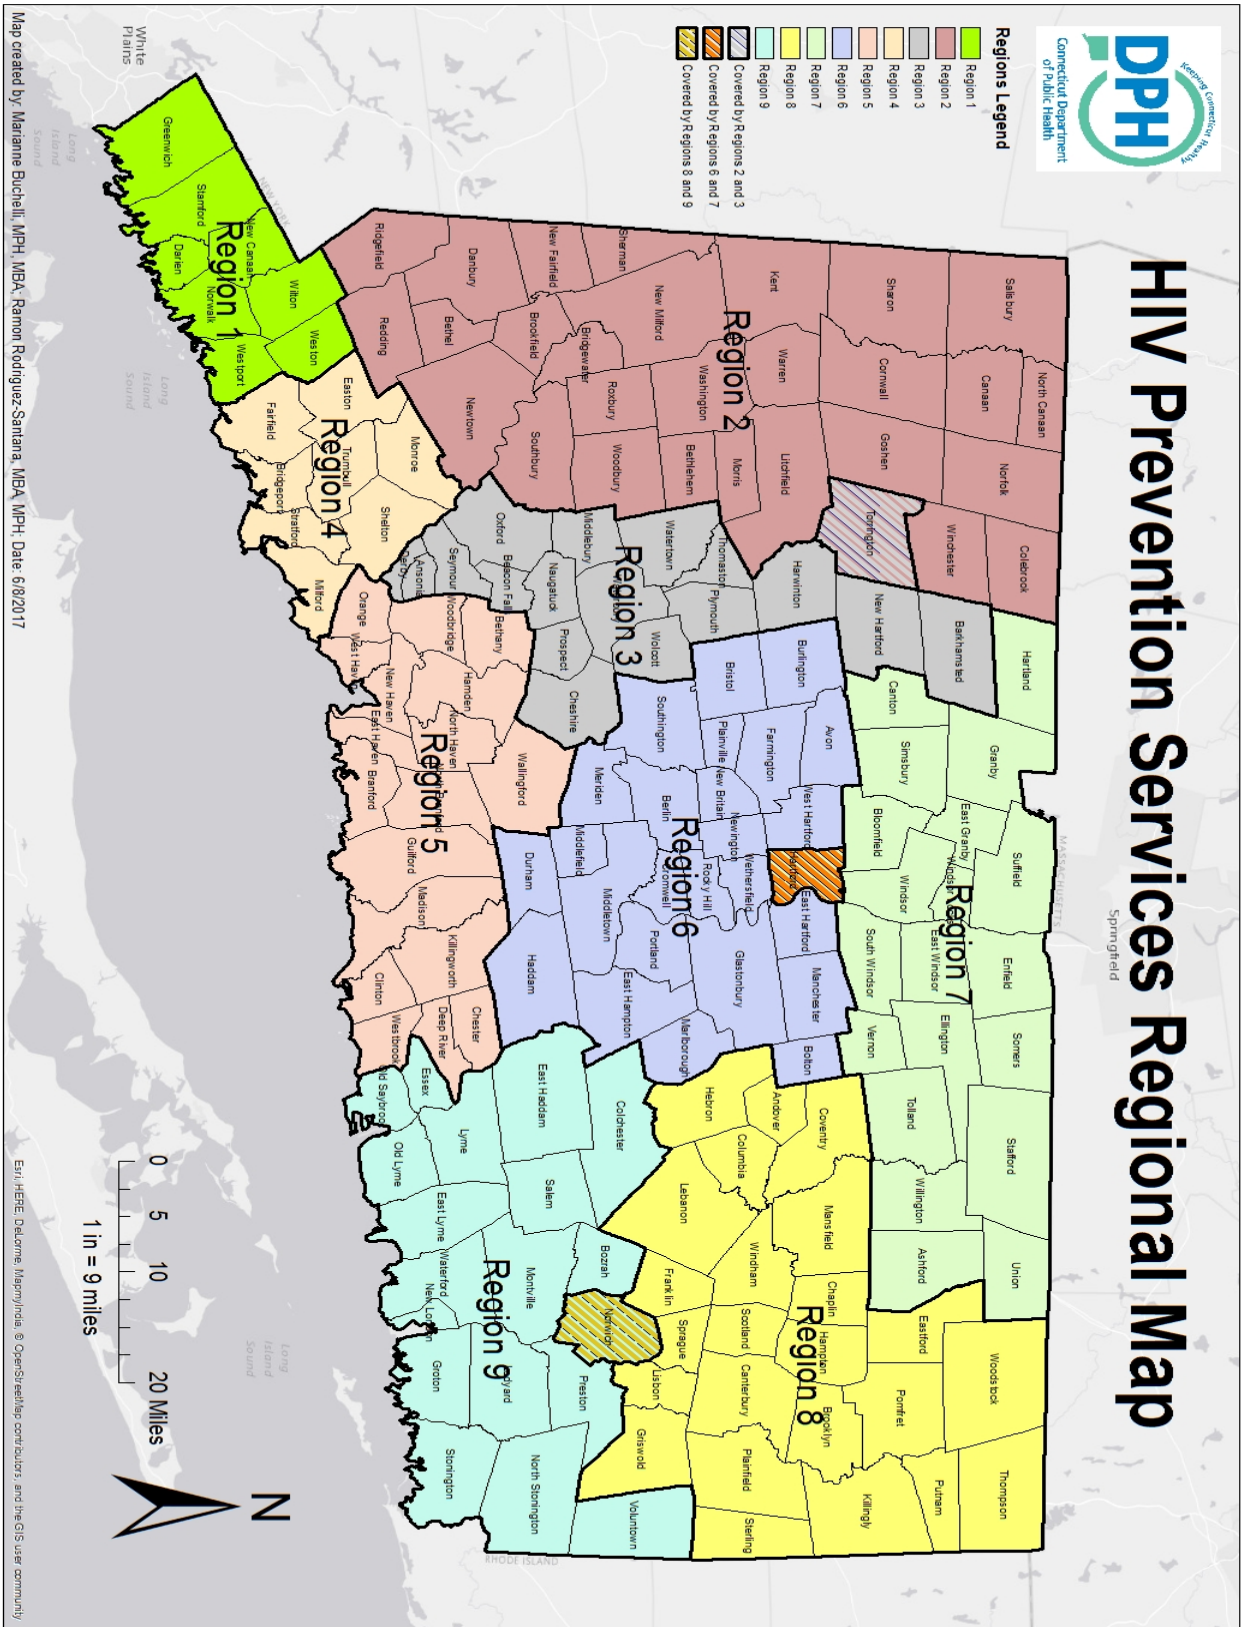 HIV Prevention Services Regional Map
Keeping Connecticut Healthy
DPH
Connecticut Department
of Public Health
Regions Legend
Region 1
Region 2
Region 3
Region 4
Region 5
Region 6
Region 7
Region 8
Region 9
Covered by Regions 2 and 3
Covered by Regions 6 and 7
Covered by Regions 8 and 9
MASSACHUSETTS
Springfield
NEW YORK
RHODE ISLAND
White
Plains
Long
Island
Sound
Long
Island
Sound
Long
Island
Sound
Region 1
Greenwich
Stamford
New Canaan
Darien
Norwalk
Wilton
Weston
Westport
Region 2
Salisbury
North Canaan
Canaan
Norfolk
Colebrook
Sharon
Cornwall
Goshen
Winchester
Torrington
Kent
Warren
Litchfield
Morris
Sherman
New Milford
Washington
Bethlehem
New Fairfield
Bridgewater
Roxbury
Woodbury
Brookfield
Southbury
Danbury
Bethel
Newtown
Ridgefield
Redding
Region 3
Barkhamsted
New Hartford
Harwinton
Thomaston
Plymouth
Watertown
Wolcott
Middlebury
Naugatuck
Prospect
Cheshire
Oxford
Beacon Fall
Seymour
Ansonia
Region 4
Monroe
Easton
Trumbull
Shelton
Fairfield
Bridgeport
Stratford
Milford
Region 5
Bethany
Woodbridge
Orange
West Haven
New Haven
Hamden
North Haven
East Haven
Branford
Wallingford
Guilford
Madison
Killingworth
Clinton
Chester
Deep River
Westbrook
Region 6
Burlington
Avon
Bristol
Farmington
Plainville
New Britain
West Hartford
Newington
Wethersfield
Hartford
East Hartford
Manchester
Bolton
Southington
Berlin
Rocky Hill
Cromwell
Glastonbury
Meriden
Middlefield
Middletown
Portland
East Hampton
Marlborough
Durham
Haddam
Region 7
Hartland
Granby
Suffield
Enfield
Somers
Stafford
Union
Canton
Simsbury
East Granby
Bloomfield
Windsor
East Windsor
South Windsor
Ellington
Vernon
Tolland
Willington
Ashford
Region 8
Woodstock
Thompson
Eastford
Pomfret
Putnam
Coventry
Mansfield
Chaplin
Hampton
Brooklyn
Killingly
Andover
Hebron
Columbia
Windham
Scotland
Canterbury
Plainfield
Sterling
Lebanon
Franklin
Sprague
Lisbon
Griswold
Norwich
Region 9
Colchester
East Haddam
Salem
Bozrah
Montville
Preston
Voluntown
North Stonington
Essex
Lyme
Old Lyme
East Lyme
Waterford
Groton
Stonington
0 5 10 20 Miles
1 in = 9 miles
N
Map created by: Marianne Buchelli, MPH, MBA; Ramon Rodriguez-Santana, MBA, MPH; Date: 6/8/2017
Esri, HERE, DeLorme, MapmyIndia, © OpenStreetMap contributors, and the GIS user community